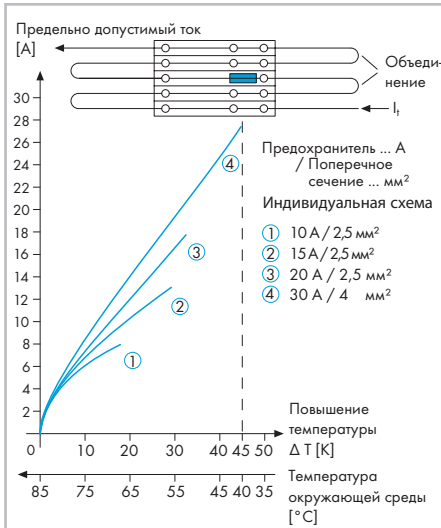 Предельно допустимый ток
[A]
Объеди-
нение
I_t
30
28
26
24
22
20
18
16
14
12
10
8
6
4
2
Предохранитель ... А
/ Поперечное
сечение ... мм²
Индивидуальная схема
① 10 А / 2,5 мм²
② 15 А / 2,5 мм²
③ 20 А / 2,5 мм²
④ 30 А / 4 мм²
④
③
②
①
Повышение
температуры
Δ T [K]
0 10 20 30 40 45 50
85 75 65 55 45 40 35
Температура
окружающей среды
[°C]